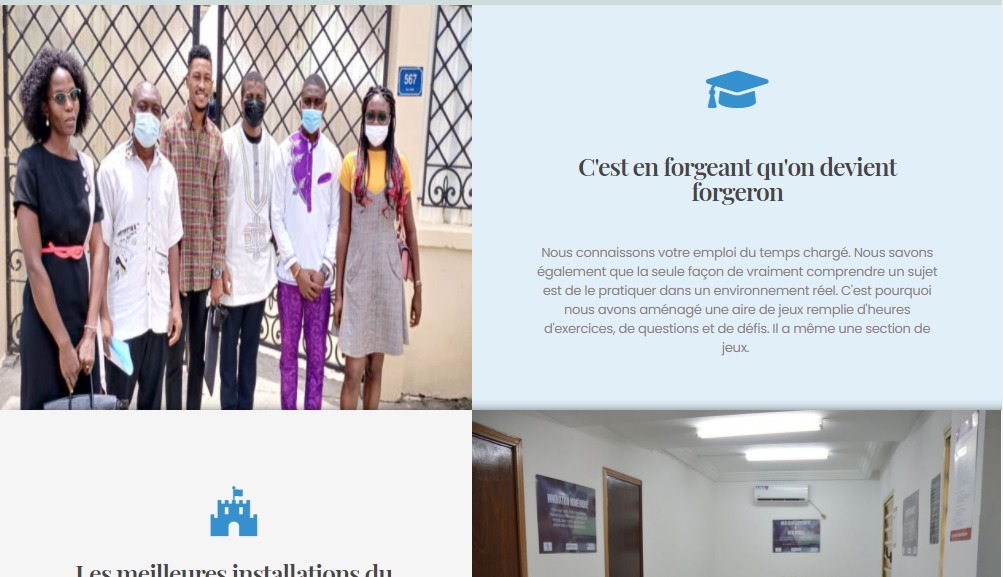 567
C'est en forgeant qu'on devient
forgeron
Nous connaissons votre emploi du temps chargé. Nous savons
également que la seule façon de vraiment comprendre un sujet
est de le pratiquer dans un environnement réel. C'est pourquoi
nous avons aménagé une aire de jeux remplie d'heures
d'exercices, de questions et de défis. Il a même une section de
jeux.
Les meilleures installations du